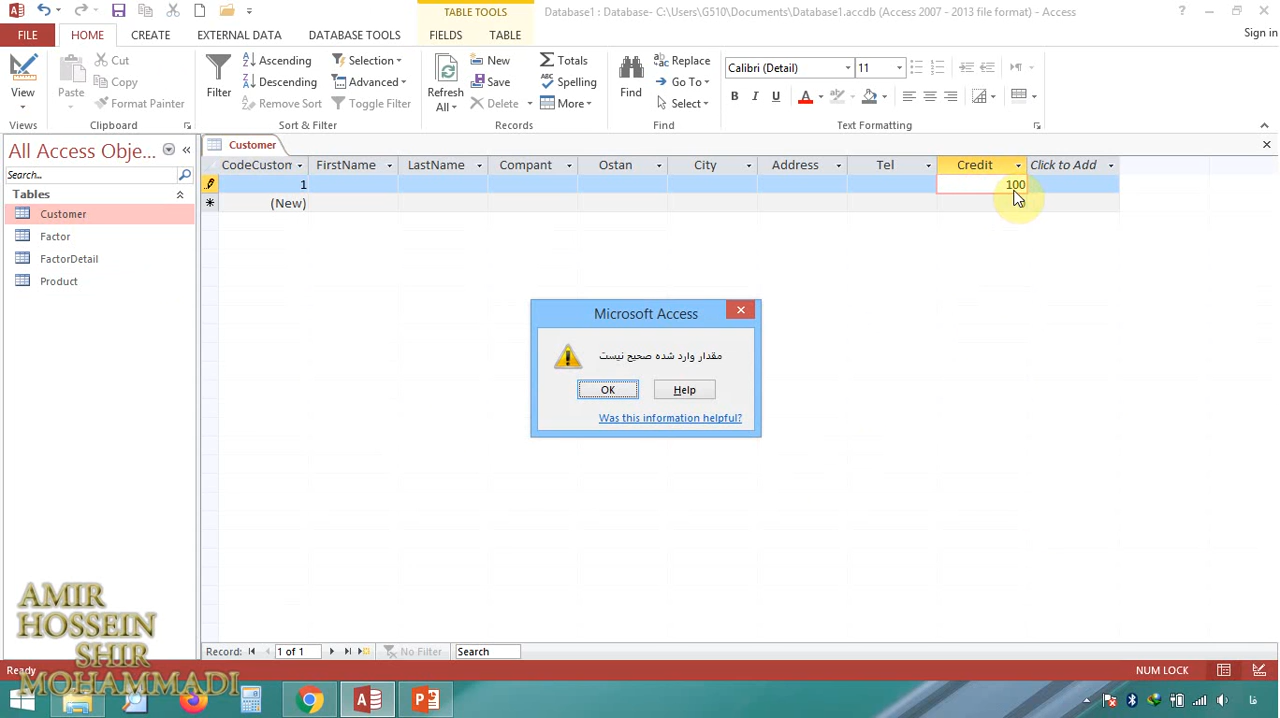 TABLE TOOLS
Database1 : Database- C:\Users\G510\Documents\Database1.accdb (Access 2007 - 2013 file format) - Access
FILE HOME CREATE EXTERNAL DATA DATABASE TOOLS FIELDS TABLE Sign in
View
Views
Paste
Cut
Copy
Format Painter
Clipboard
Filter
Ascending
Descending
Remove Sort
Selection
Advanced
Toggle Filter
Sort & Filter
Refresh
All
New
Save
Delete
Totals
Spelling
More
Records
Find
Replace
Go To
Select
Find
Calibri (Detail) 11
B I U
A
Text Formatting
All Access Obje...
Search...
Tables
Customer
Factor
FactorDetail
Product
Customer
CodeCustom FirstName LastName Compant Ostan City Address Tel Credit Click to Add
1 100
(New)
Microsoft Access
مقدار وارد شده صحیح نیست
OK Help
Was this information helpful?
Record: 1 of 1 No Filter Search
Ready NUM LOCK
AMIR
HOSSEIN
SHIR
MOHAMMADI
فا